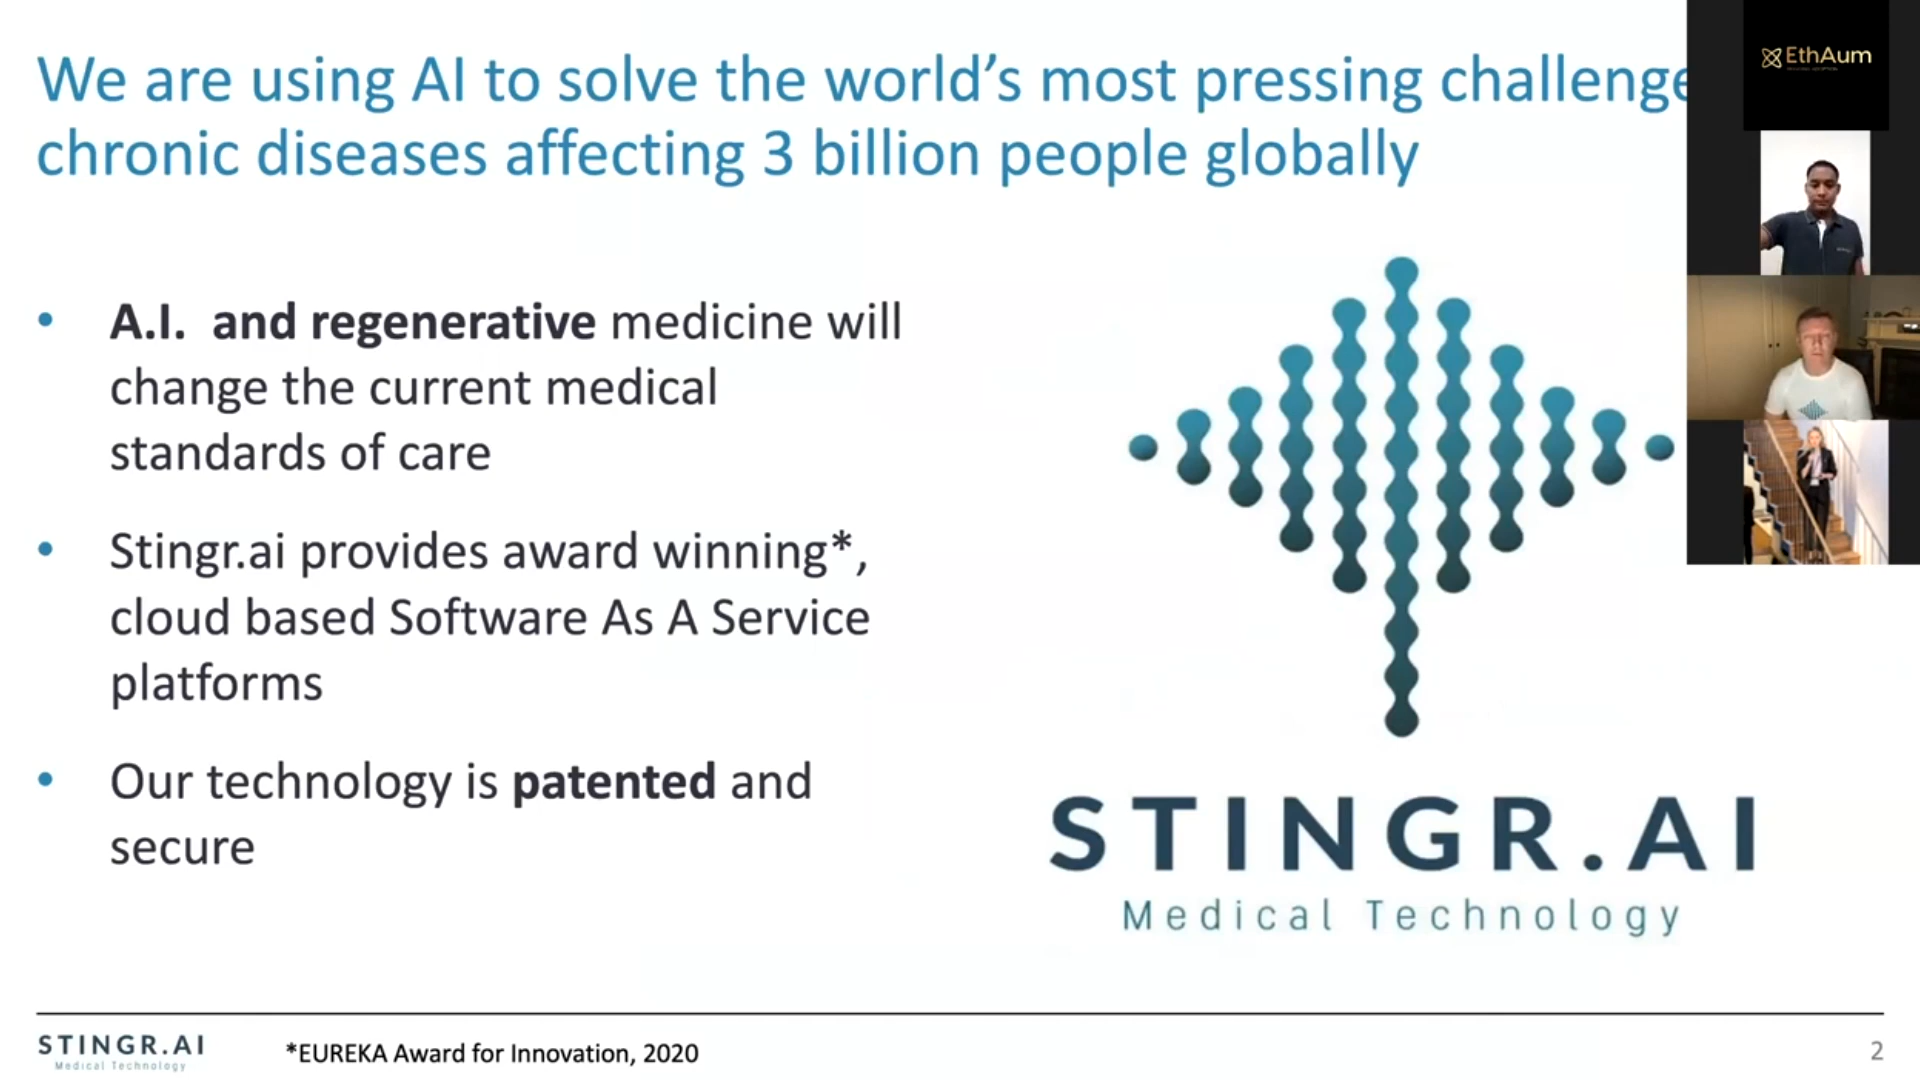 We are using AI to solve the world’s most pressing challenge
chronic diseases affecting 3 billion people globally
• A.I. and regenerative medicine will
change the current medical
standards of care
• Stingr.ai provides award winning*,
cloud based Software As A Service
platforms
• Our technology is patented and
secure
EthAum
STINGR.AI
Medical Technology
STINGR.AI
Medical Technology
*EUREKA Award for Innovation, 2020
2